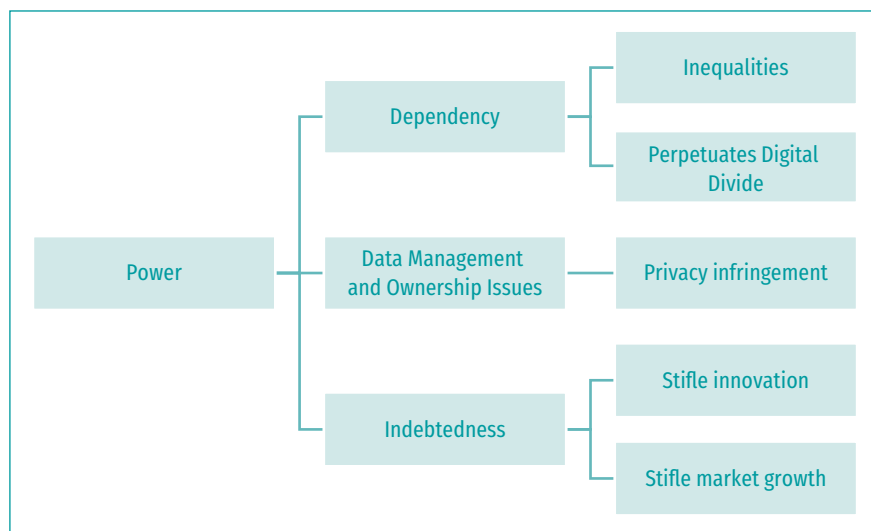 Inequalities
Dependency
Perpetuates Digital
Divide
Power
Data Management
and Ownership Issues
Privacy infringement
Stifle innovation
Indebtedness
Stifle market growth